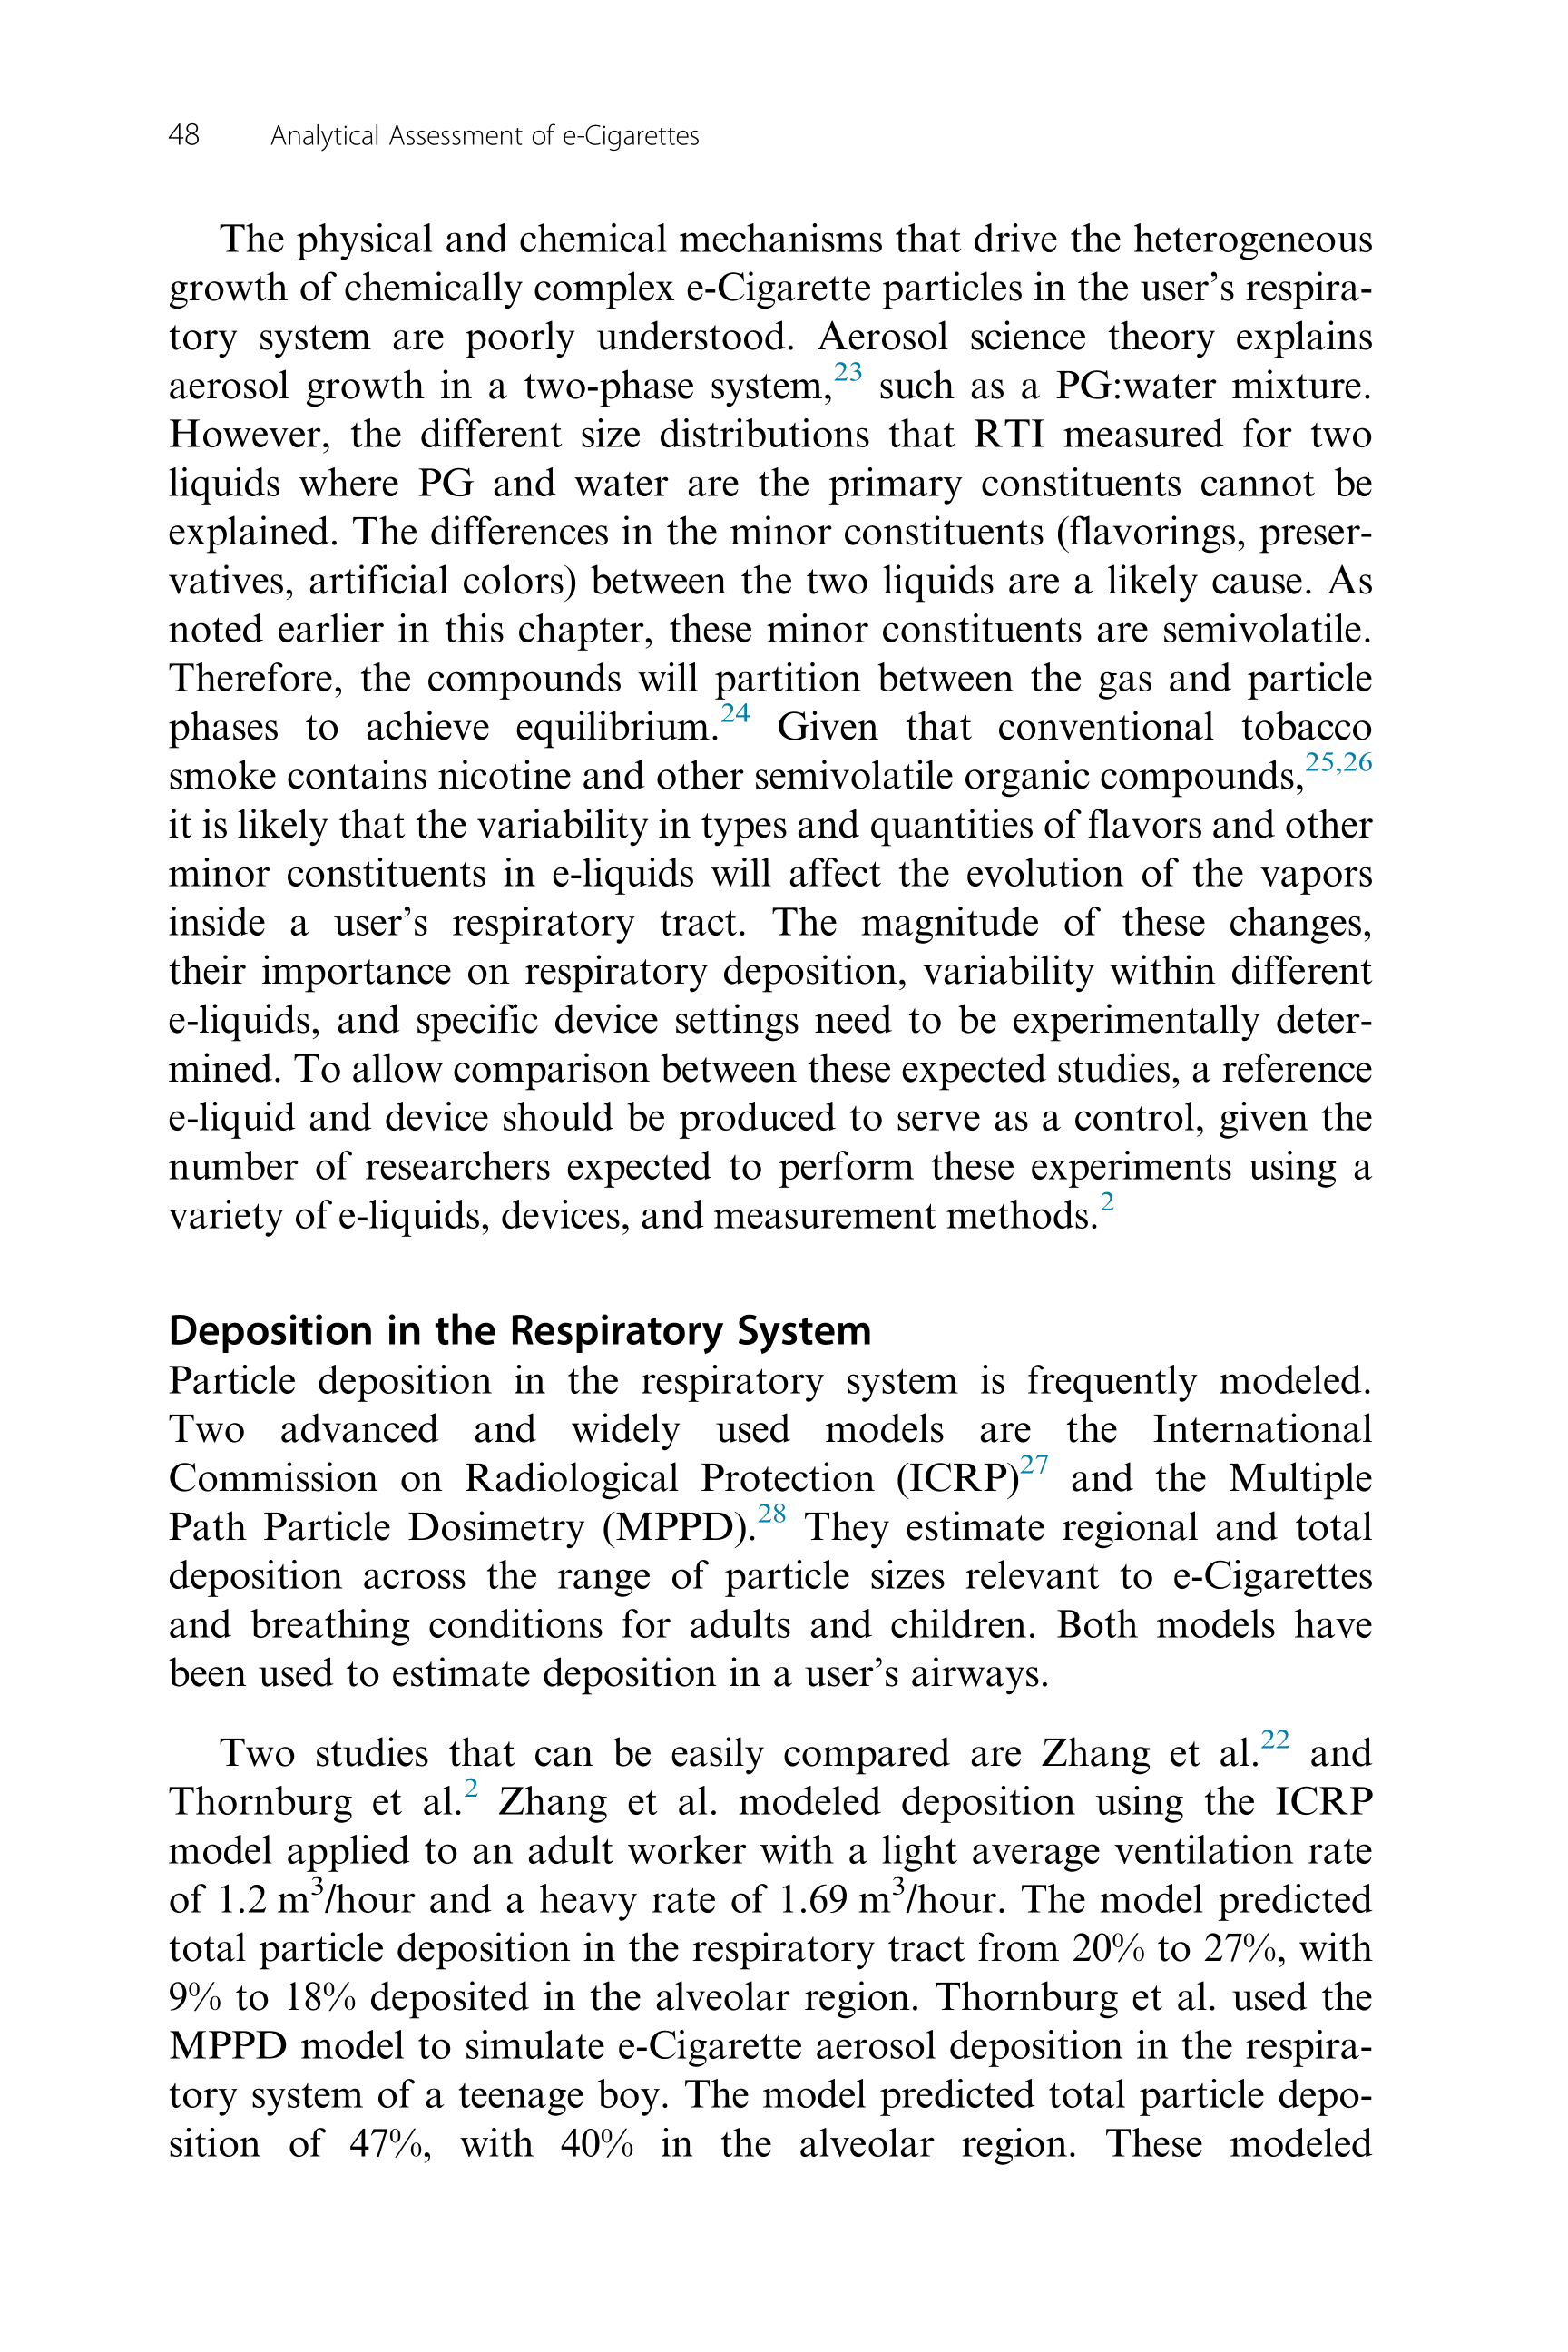 48 Analytical Assessment of e-Cigarettes
The physical and chemical mechanisms that drive the heterogeneous
growth of chemically complex e-Cigarette particles in the user’s respira-
tory system are poorly understood. Aerosol science theory explains
aerosol growth in a two-phase system,23 such as a PG:water mixture.
However, the different size distributions that RTI measured for two
liquids where PG and water are the primary constituents cannot be
explained. The differences in the minor constituents (flavorings, preser-
vatives, artificial colors) between the two liquids are a likely cause. As
noted earlier in this chapter, these minor constituents are semivolatile.
Therefore, the compounds will partition between the gas and particle
phases to achieve equilibrium.24 Given that conventional tobacco
smoke contains nicotine and other semivolatile organic compounds,25,26
it is likely that the variability in types and quantities of flavors and other
minor constituents in e-liquids will affect the evolution of the vapors
inside a user’s respiratory tract. The magnitude of these changes,
their importance on respiratory deposition, variability within different
e-liquids, and specific device settings need to be experimentally deter-
mined. To allow comparison between these expected studies, a reference
e-liquid and device should be produced to serve as a control, given the
number of researchers expected to perform these experiments using a
variety of e-liquids, devices, and measurement methods.2
Deposition in the Respiratory System
Particle deposition in the respiratory system is frequently modeled.
Two advanced and widely used models are the International
Commission on Radiological Protection (ICRP)27 and the Multiple
Path Particle Dosimetry (MPPD).28 They estimate regional and total
deposition across the range of particle sizes relevant to e-Cigarettes
and breathing conditions for adults and children. Both models have
been used to estimate deposition in a user’s airways.
Two studies that can be easily compared are Zhang et al.22 and
Thornburg et al.2 Zhang et al. modeled deposition using the ICRP
model applied to an adult worker with a light average ventilation rate
of 1.2 m3/hour and a heavy rate of 1.69 m3/hour. The model predicted
total particle deposition in the respiratory tract from 20% to 27%, with
9% to 18% deposited in the alveolar region. Thornburg et al. used the
MPPD model to simulate e-Cigarette aerosol deposition in the respira-
tory system of a teenage boy. The model predicted total particle depo-
sition of 47%, with 40% in the alveolar region. These modeled